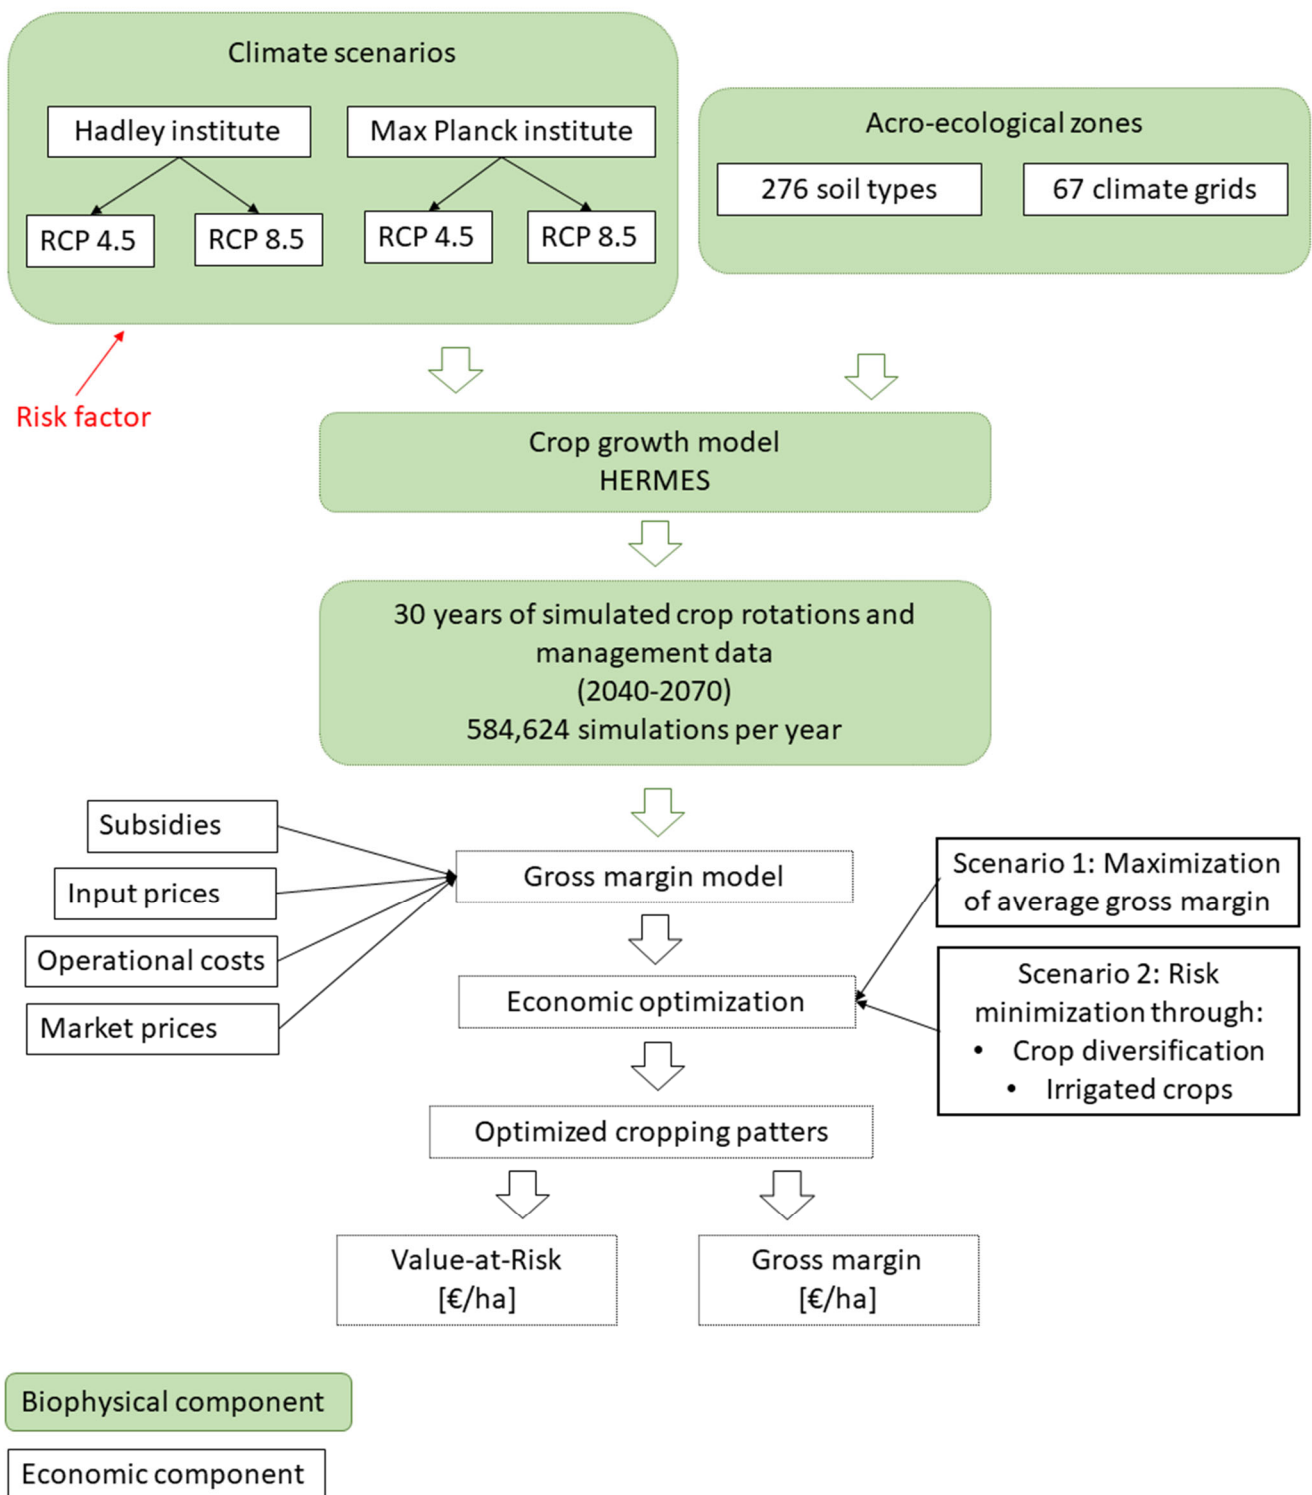 Climate scenarios
Hadley institute
Max Planck institute
RCP 4.5
RCP 8.5
RCP 4.5
RCP 8.5
Acro-ecological zones
276 soil types
67 climate grids
Risk factor
Crop growth model
HERMES
30 years of simulated crop rotations and
management data
(2040-2070)
584,624 simulations per year
Subsidies
Input prices
Operational costs
Market prices
Gross margin model
Scenario 1: Maximization
of average gross margin
Economic optimization
Scenario 2: Risk
minimization through:
• Crop diversification
• Irrigated crops
Optimized cropping patters
Value-at-Risk
[€/ha]
Gross margin
[€/ha]
Biophysical component
Economic component